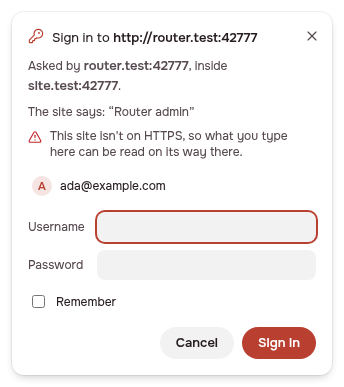 Sign in to http://router.test:42777
Asked by router.test:42777, inside
site.test:42777.
The site says: “Router admin”
This site isn’t on HTTPS, so what you type
here can be read on its way there.
A ada@example.com
Username
Password
Remember
Cancel Sign in